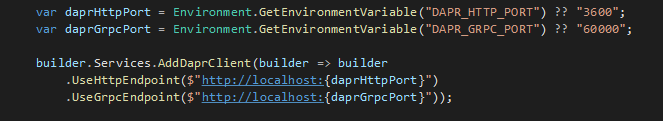 var daprHttpPort = Environment.GetEnvironmentVariable("DAPR_HTTP_PORT") ?? "3600";
var daprGrpcPort = Environment.GetEnvironmentVariable("DAPR_GRPC_PORT") ?? "60000";
builder.Services.AddDaprClient(builder => builder
.UseHttpEndpoint($"http://localhost:{daprHttpPort}")
.UseGrpcEndpoint($"http://localhost:{daprGrpcPort}"));